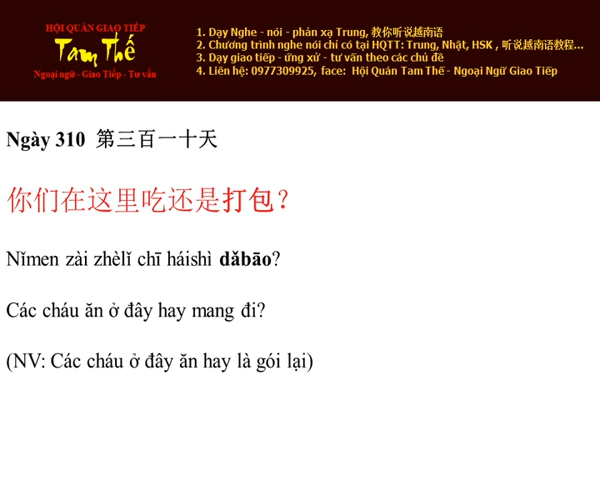 HỘI QUÁN GIAO TIẾP
Tam Thế
Ngoại ngữ - Giao Tiếp - Tư vấn
1. Dạy Nghe - nói - phản xạ Trung, 教你听说越南语
2. Chương trình nghe nói chỉ có tại HQTT: Trung, Nhật, HSK , 听说越南语教程...
3. Dạy giao tiếp - ứng xử - tư vấn theo các chủ đề
4. Liên hệ: 0977309925, face: Hội Quán Tam Thế - Ngoại Ngữ Giao Tiếp
Ngày 310 第三百一十天
你们在这里吃还是打包？
Nǐmen zài zhèlǐ chī háishì dǎbāo?
Các cháu ăn ở đây hay mang đi?
(NV: Các cháu ở đây ăn hay là gói lại)